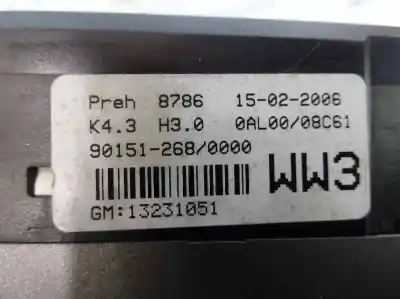 Preh 8786 15-02-2006
K4.3 H3.0 0AL00/08C61
90151-268/0000
WW3
GM:13231051